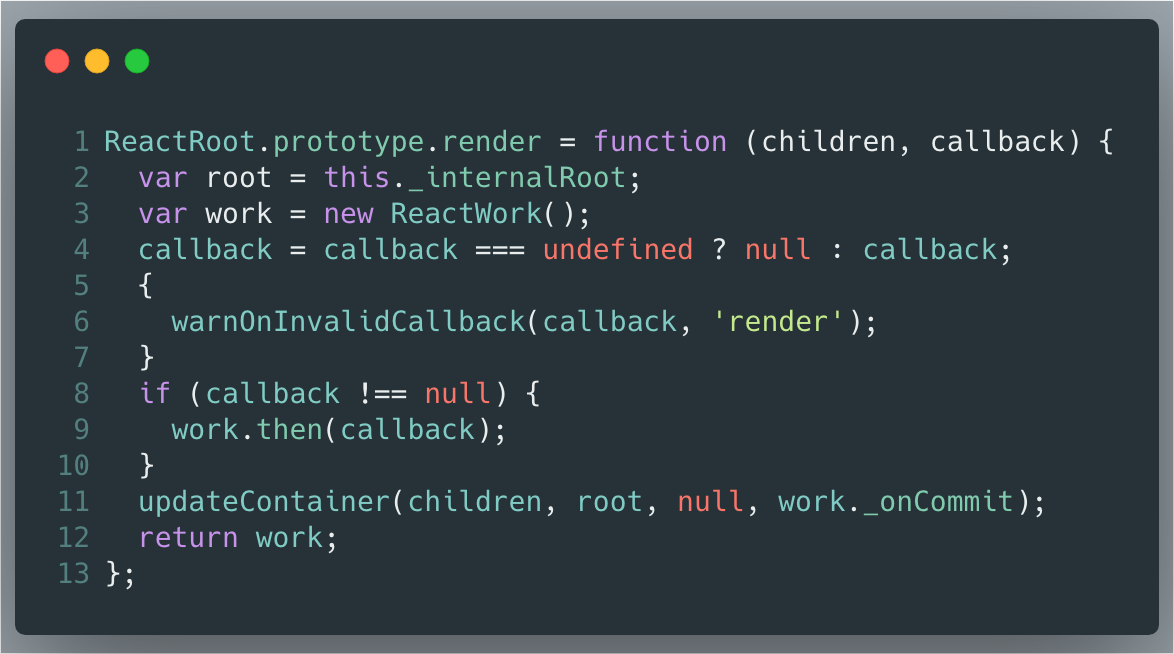 1 ReactRoot.prototype.render = function (children, callback) {
2   var root = this._internalRoot;
3   var work = new ReactWork();
4   callback = callback === undefined ? null : callback;
5   {
6     warnOnInvalidCallback(callback, 'render');
7   }
8   if (callback !== null) {
9     work.then(callback);
10   }
11   updateContainer(children, root, null, work._onCommit);
12   return work;
13 };